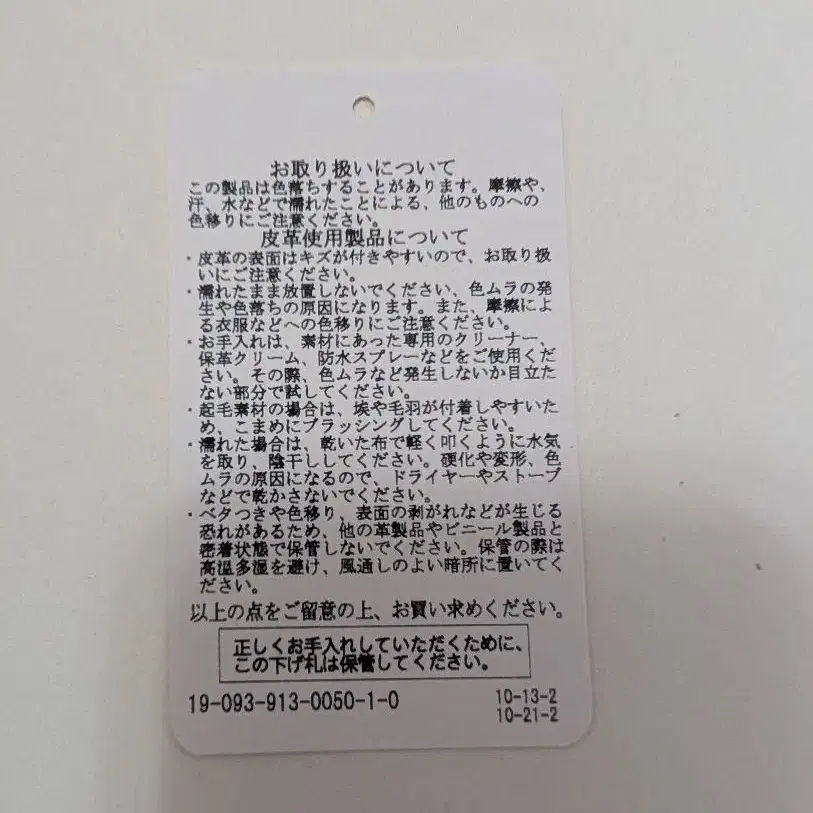 お取り扱いについて
この製品は色落ちすることがあります。摩擦や、
汗、水などで濡れたことによる、他のものへの
色移りにご注意ください。
皮革使用製品について
・皮革の表面はキズが付きやすいので、お取り扱
いにご注意ください。
・濡れたまま放置しないでください、色ムラの発
生や色落ちの原因になります。また、摩擦によ
る衣服などへの色移りにご注意ください。
・お手入れは、素材にあった専用のクリーナー、
保革クリーム、防水スプレーなどをご使用くだ
さい。その際、色ムラなど発生しないか目立た
ない部分で試してください。
・起毛素材の場合は、埃や毛羽が付着しやすいた
め、こまめにブラッシングしてください。
・濡れた場合は、乾いた布で軽く叩くように水気
を取り、陰干ししてください。硬化や変形、色
ムラの原因になるので、ドライヤーやストーブ
などで乾かさないでください。
・ベタつきや色移り、表面の剥がれなどが生じる
恐れがあるため、他の革製品やビニール製品と
密着状態で保管しないでください。保管の際は
高温多湿を避け、風通しのよい暗所に置いてく
ださい。
以上の点をご留意の上、お買い求めください。
正しくお手入れしていただくために、
この下げ札は保管してください。
19-093-913-0050-1-0
10-13-2
10-21-2